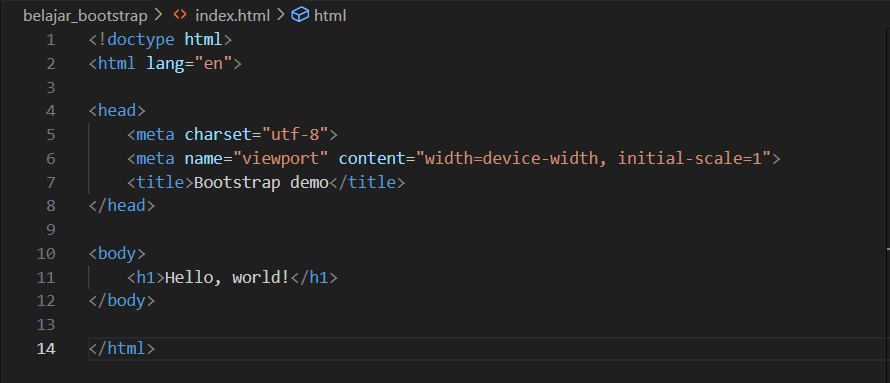 belajar_bootstrap > <> index.html > html
1 <!doctype html>
2 <html lang="en">
3
4 <head>
5     <meta charset="utf-8">
6     <meta name="viewport" content="width=device-width, initial-scale=1">
7     <title>Bootstrap demo</title>
8 </head>
9
10 <body>
11     <h1>Hello, world!</h1>
12 </body>
13
14 </html>